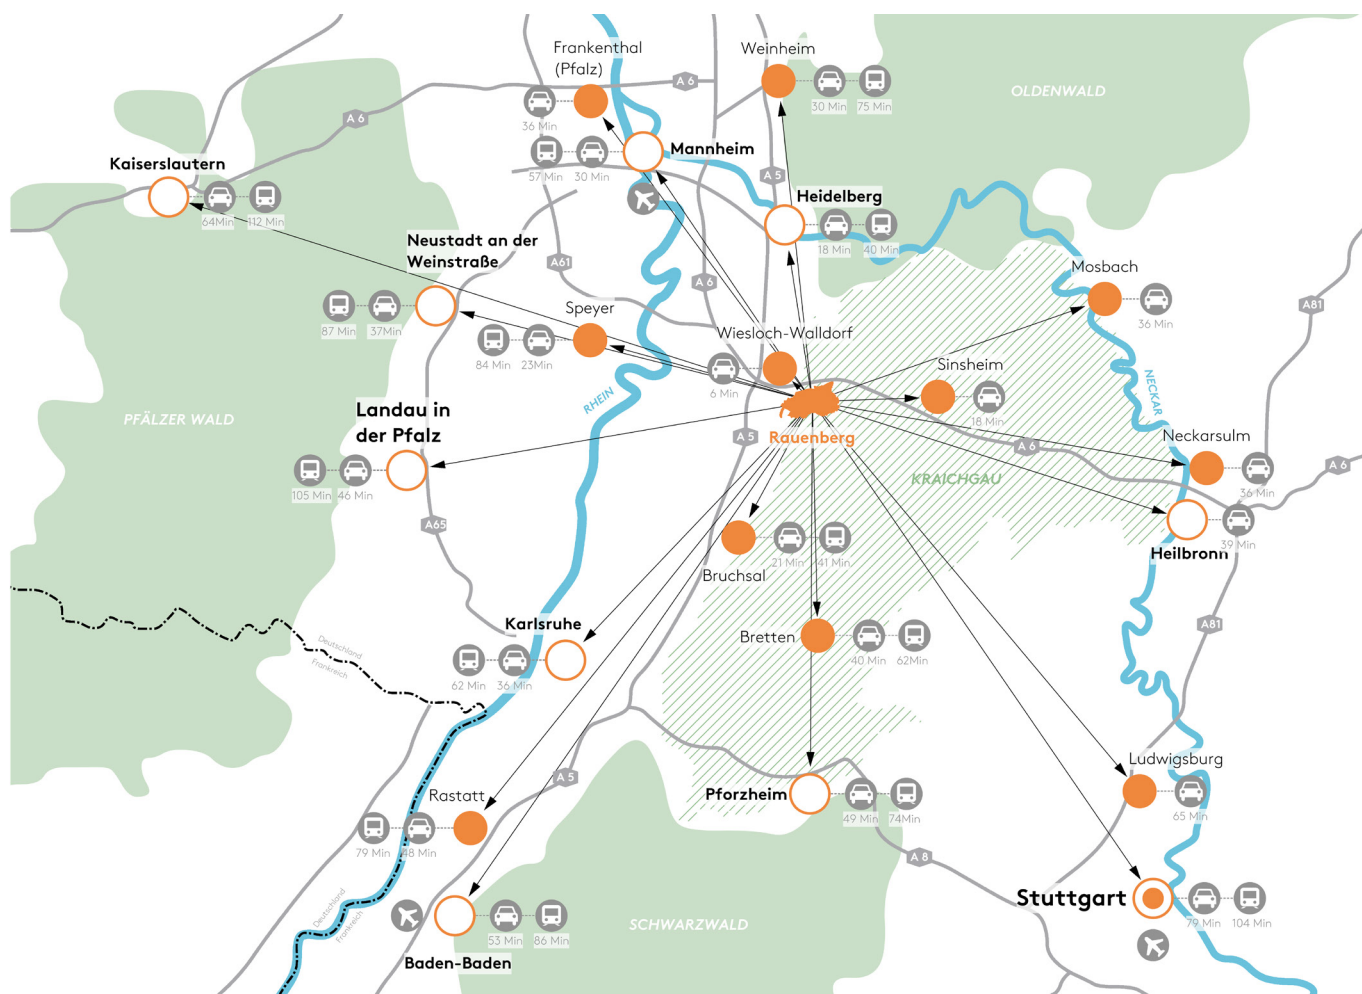 Frankenthal
(Pfalz)
36 Min
A 6
Weinheim
30 Min
75 Min
OLDENWALD
A 6
Mannheim
57 Min
30 Min
Kaiserslautern
64Min
112 Min
A 5
Heidelberg
18 Min
40 Min
Neustadt an der
Weinstraße
87 Min
37Min
A61
A 6
Mosbach
36 Min
A81
Speyer
84 Min
23Min
Wiesloch-Walldorf
6 Min
Sinsheim
18 Min
NECKAR
RHEIN
PFÄLZER WALD
Landau in
der Pfalz
105 Min
46 Min
Rauenberg
A 5
A 6
Neckarsulm
36 Min
A 6
KRAICHGAU
A65
Heilbronn
39 Min
Bruchsal
21 Min
41 Min
Karlsruhe
62 Min
36 Min
Bretten
40 Min
62Min
A81
Deutschland
Frankreich
Ludwigsburg
65 Min
A 5
Rastatt
79 Min
48 Min
Pforzheim
49 Min
74Min
A 8
Stuttgart
79 Min
104 Min
Deutschland
Frankreich
53 Min
86 Min
Baden-Baden
SCHWARZWALD